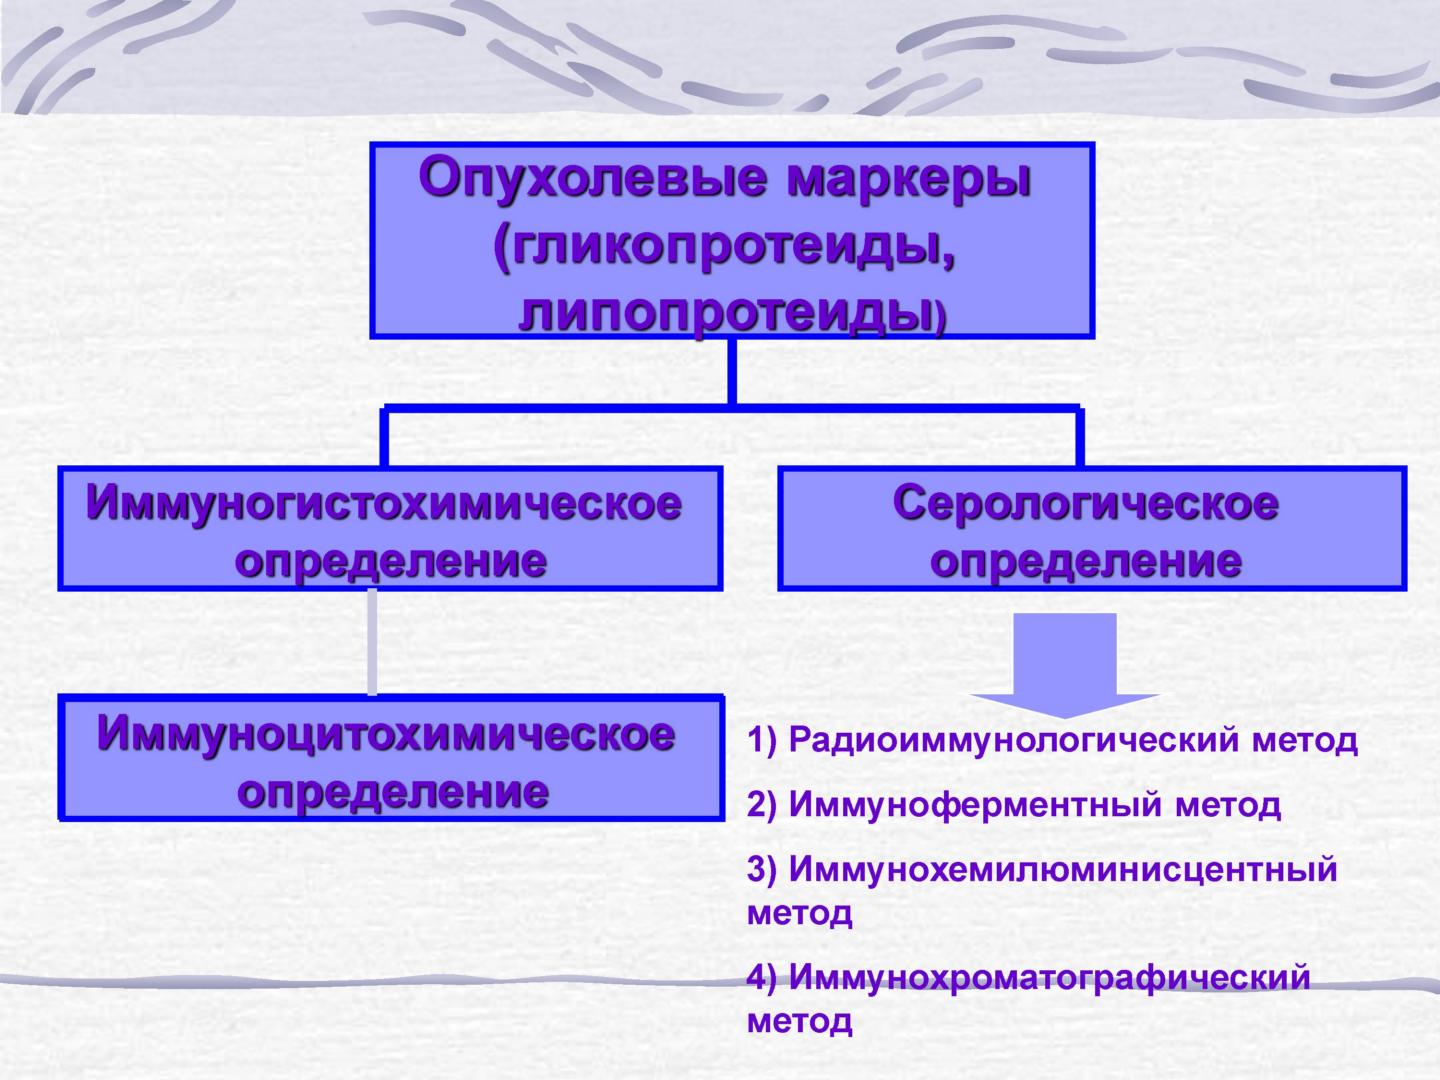 Опухолевые маркеры
(гликопротеиды,
липопротеиды)
Иммуногистохимическое
определение
Серологическое
определение
Иммуноцитохимическое
определение
1) Радиоиммунологический метод
2) Иммуноферментный метод
3) Иммунохемилюминисцентный
метод
4) Иммунохроматографический
метод